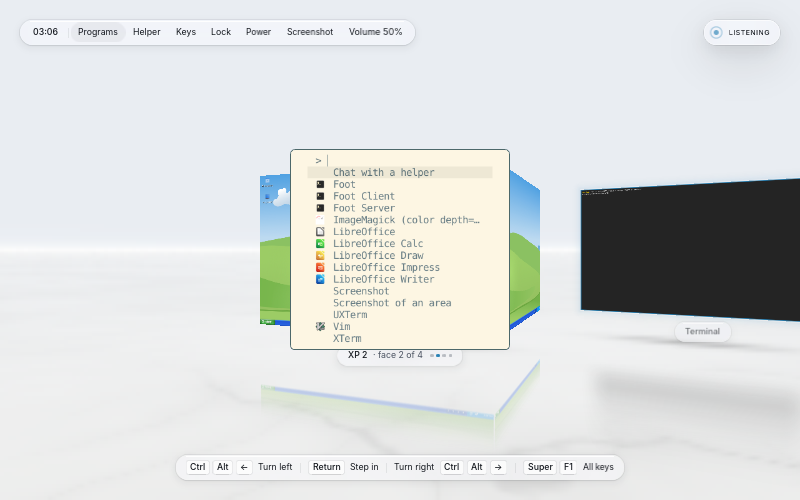 03:06 Programs Helper Keys Lock Power Screenshot Volume 50%
LISTENING
>
Chat with a helper
Foot
Foot Client
Foot Server
ImageMagick (color depth=…
LibreOffice
LibreOffice Calc
LibreOffice Draw
LibreOffice Impress
LibreOffice Writer
Screenshot
Screenshot of an area
UXTerm
Vim
XTerm
Terminal
XP 2 · face 2 of 4
Ctrl Alt ← Turn left Return Step in Turn right Ctrl Alt → Super F1 All keys